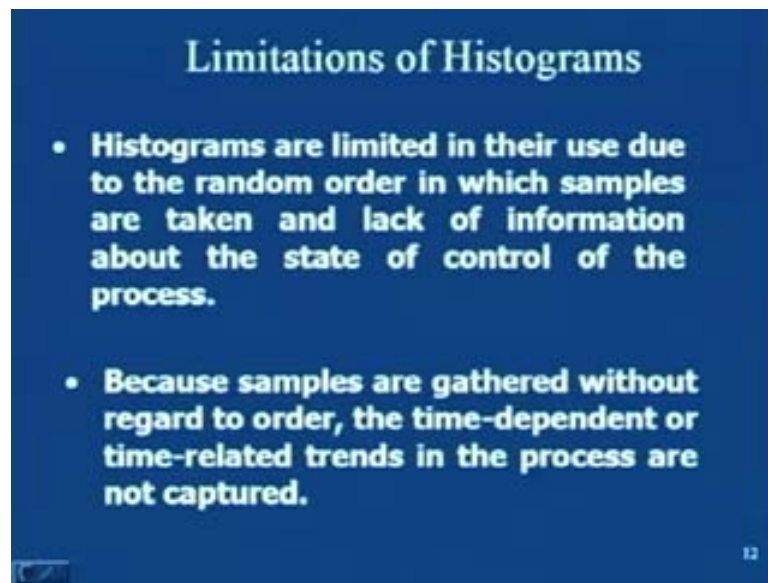 Limitations of Histograms
• Histograms are limited in their use due
to the random order in which samples
are taken and lack of information
about the state of control of the
process.
• Because samples are gathered without
regard to order, the time-dependent or
time-related trends in the process are
not captured.
12